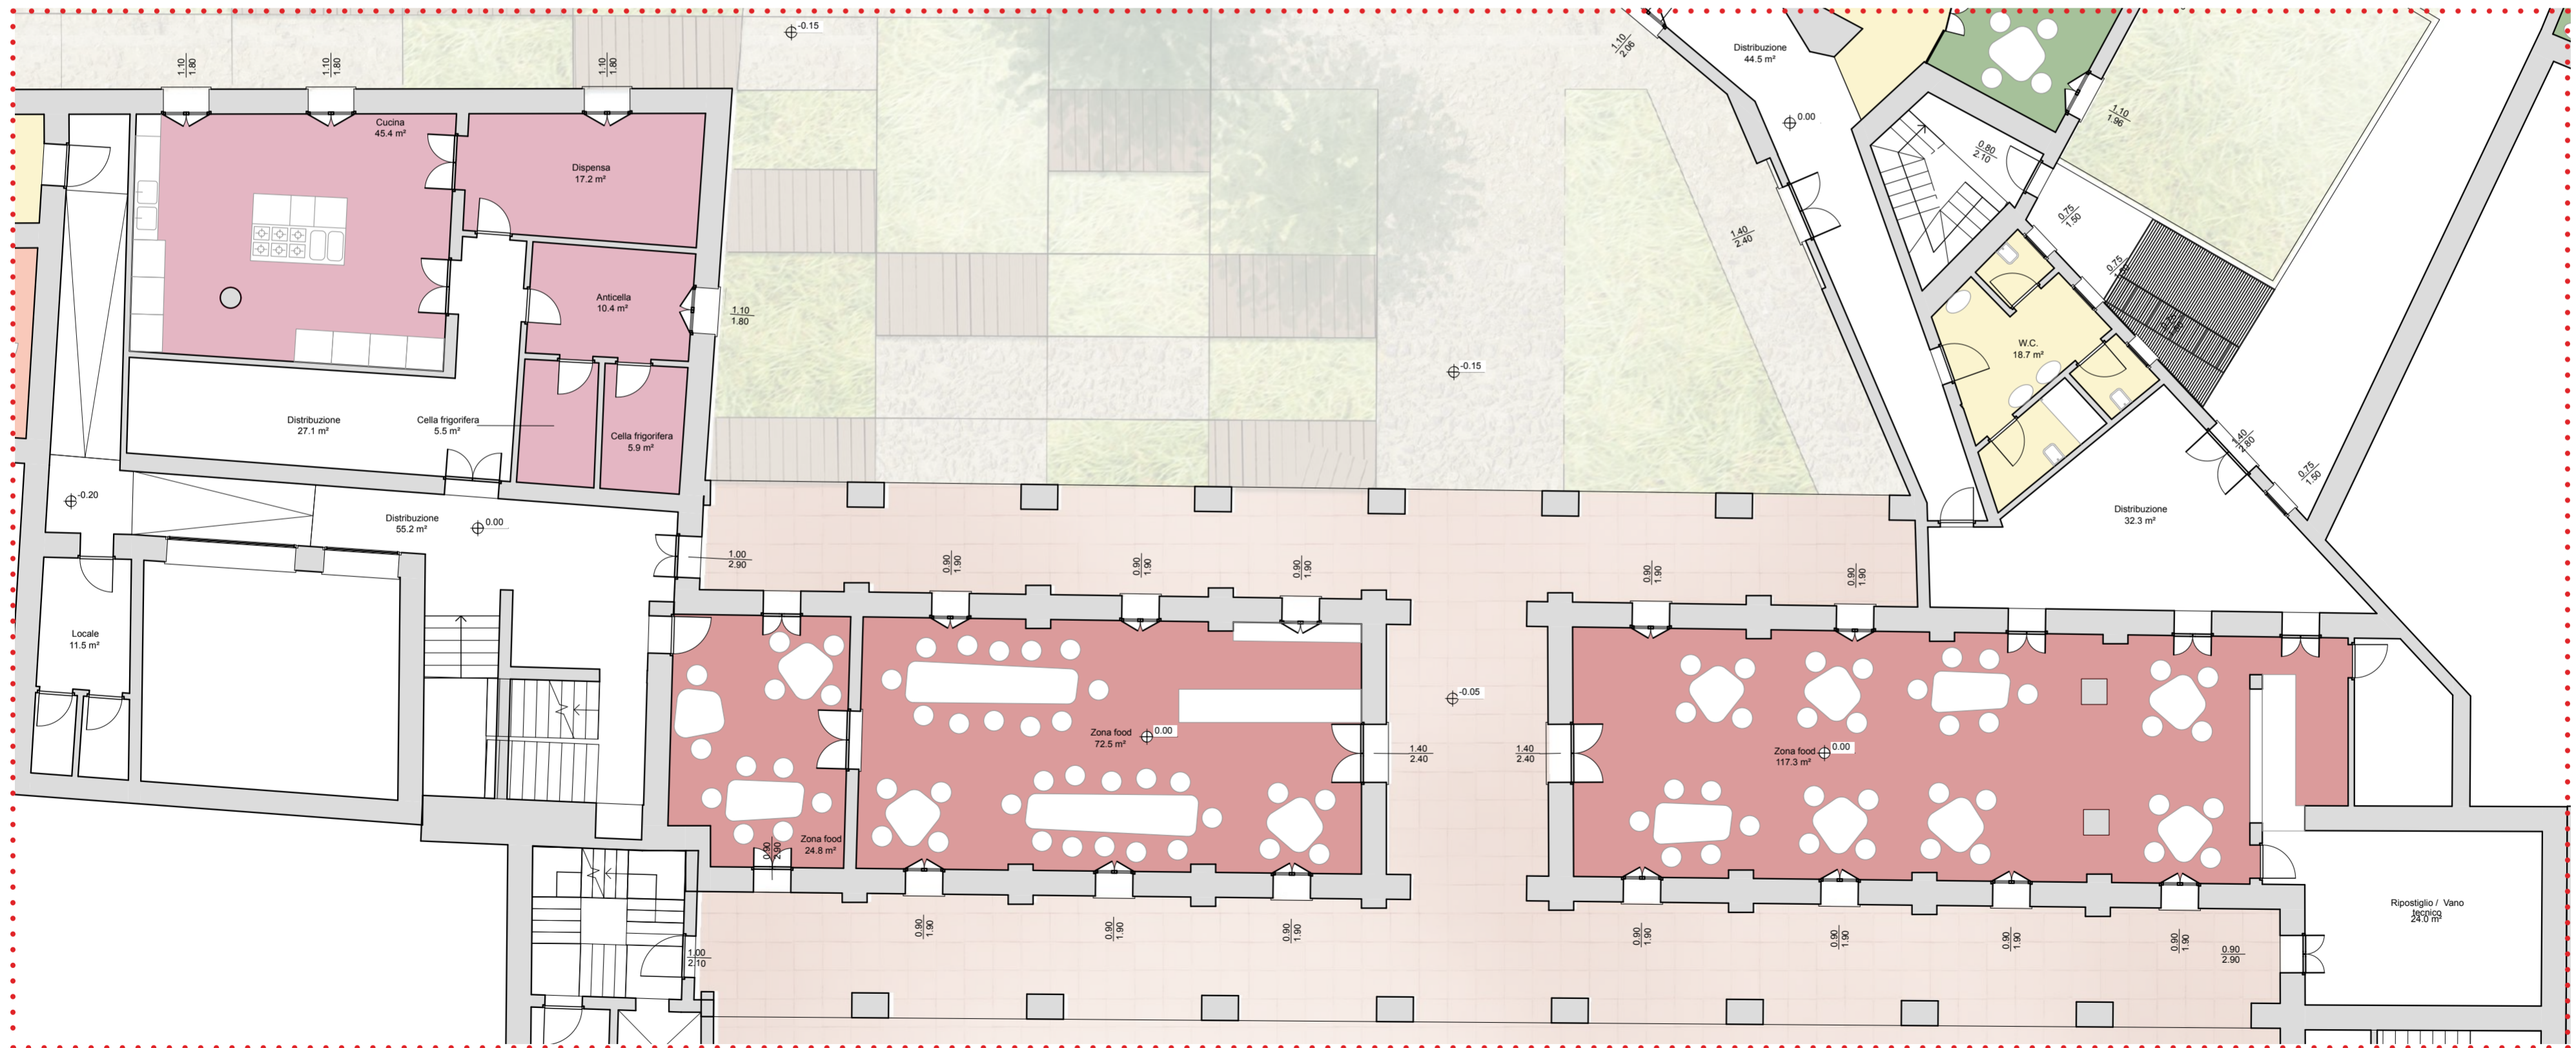 -0.15
1.10
1.80
1.10
1.80
1.10
1.80
1.10
2.06
Distribuzione
44.5 m²
0.00
1.10
1.96
0.80
2.10
Cucina
45.4 m²
Dispensa
17.2 m²
Anticella
10.4 m²
1.10
1.80
1.40
2.40
0.75
1.50
0.75
W.C.
18.7 m²
-0.15
Distribuzione
27.1 m²
Cella frigorifera
5.5 m²
Cella frigorifera
5.9 m²
1.40
2.80
0.75
1.50
-0.20
Distribuzione
55.2 m²
0.00
Distribuzione
32.3 m²
1.00
2.90
0.90
1.90
0.90
1.90
0.90
1.90
0.90
1.90
0.90
1.90
Locale
11.5 m²
-0.05
Zona food
72.5 m²
0.00
1.40
2.40
1.40
2.40
Zona food
117.3 m²
0.00
0.90
2.90
Zona food
24.8 m²
0.90
1.90
0.90
1.90
0.90
1.90
0.90
1.90
0.90
1.90
0.90
1.90
0.90
1.90
0.90
2.90
1.00
2.10
Ripostiglio / Vano
tecnico
24.0 m²